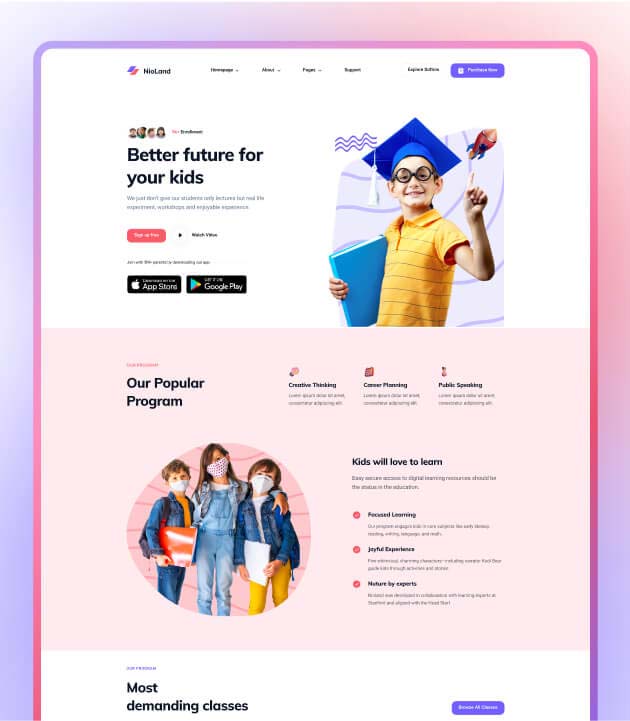 NioLand
Homepage
About
Pages
Support
Explore Editions
Purchase Now
Enrollment
Better future for
your kids
We just don't give our students only lectures but real life
experiment, workshops and enjoyable experience.
Sign up free
Watch Video
Join with parents by downloading our app
Download on the
App Store
GET IT ON
Google Play
OUR PROGRAM
Our Popular
Program
Creative Thinking
Lorem ipsum dolor sit amet,
consectetur adipiscing elit.
Career Planning
Lorem ipsum dolor sit amet,
consectetur adipiscing elit.
Public Speaking
Lorem ipsum dolor sit amet,
consectetur adipiscing elit.
Kids will love to learn
Easy secure access to digital learning resources should be
the status in the education.
Focused Learning
Our program engages kids in core subjects like early literacy,
reading, writing, language, and math.
Joyful Experience
Five whimsical, charming characters–including narrator Kodi Bear
guide kids through activities and stories.
Nuture by experts
Nioland was developed in collaboration with learning experts at
Stanford and aligned with the Head Start
OUR PROGRAM
Most
demanding classes
Browse All Classes